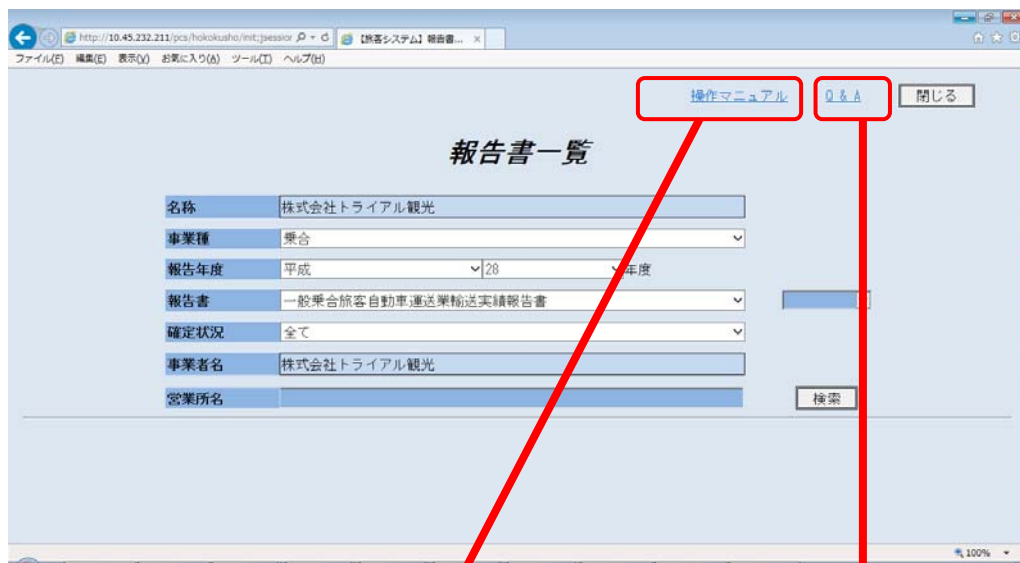 http://10.45.232.211/pcs/hokokusho/init;jsessior
【旅客システム】報告書... ×
ファイル(F) 編集(E) 表示(V) お気に入り(A) ツール(T) ヘルプ(H)
操作マニュアル Q & A 閉じる
報告書一覧
名称 株式会社トライアル観光
事業種 乗合
報告年度 平成 28 年度
報告書 一般乗合旅客自動車運送業輸送実績報告書
確定状況 全て
事業者名 株式会社トライアル観光
営業所名 検索
100%